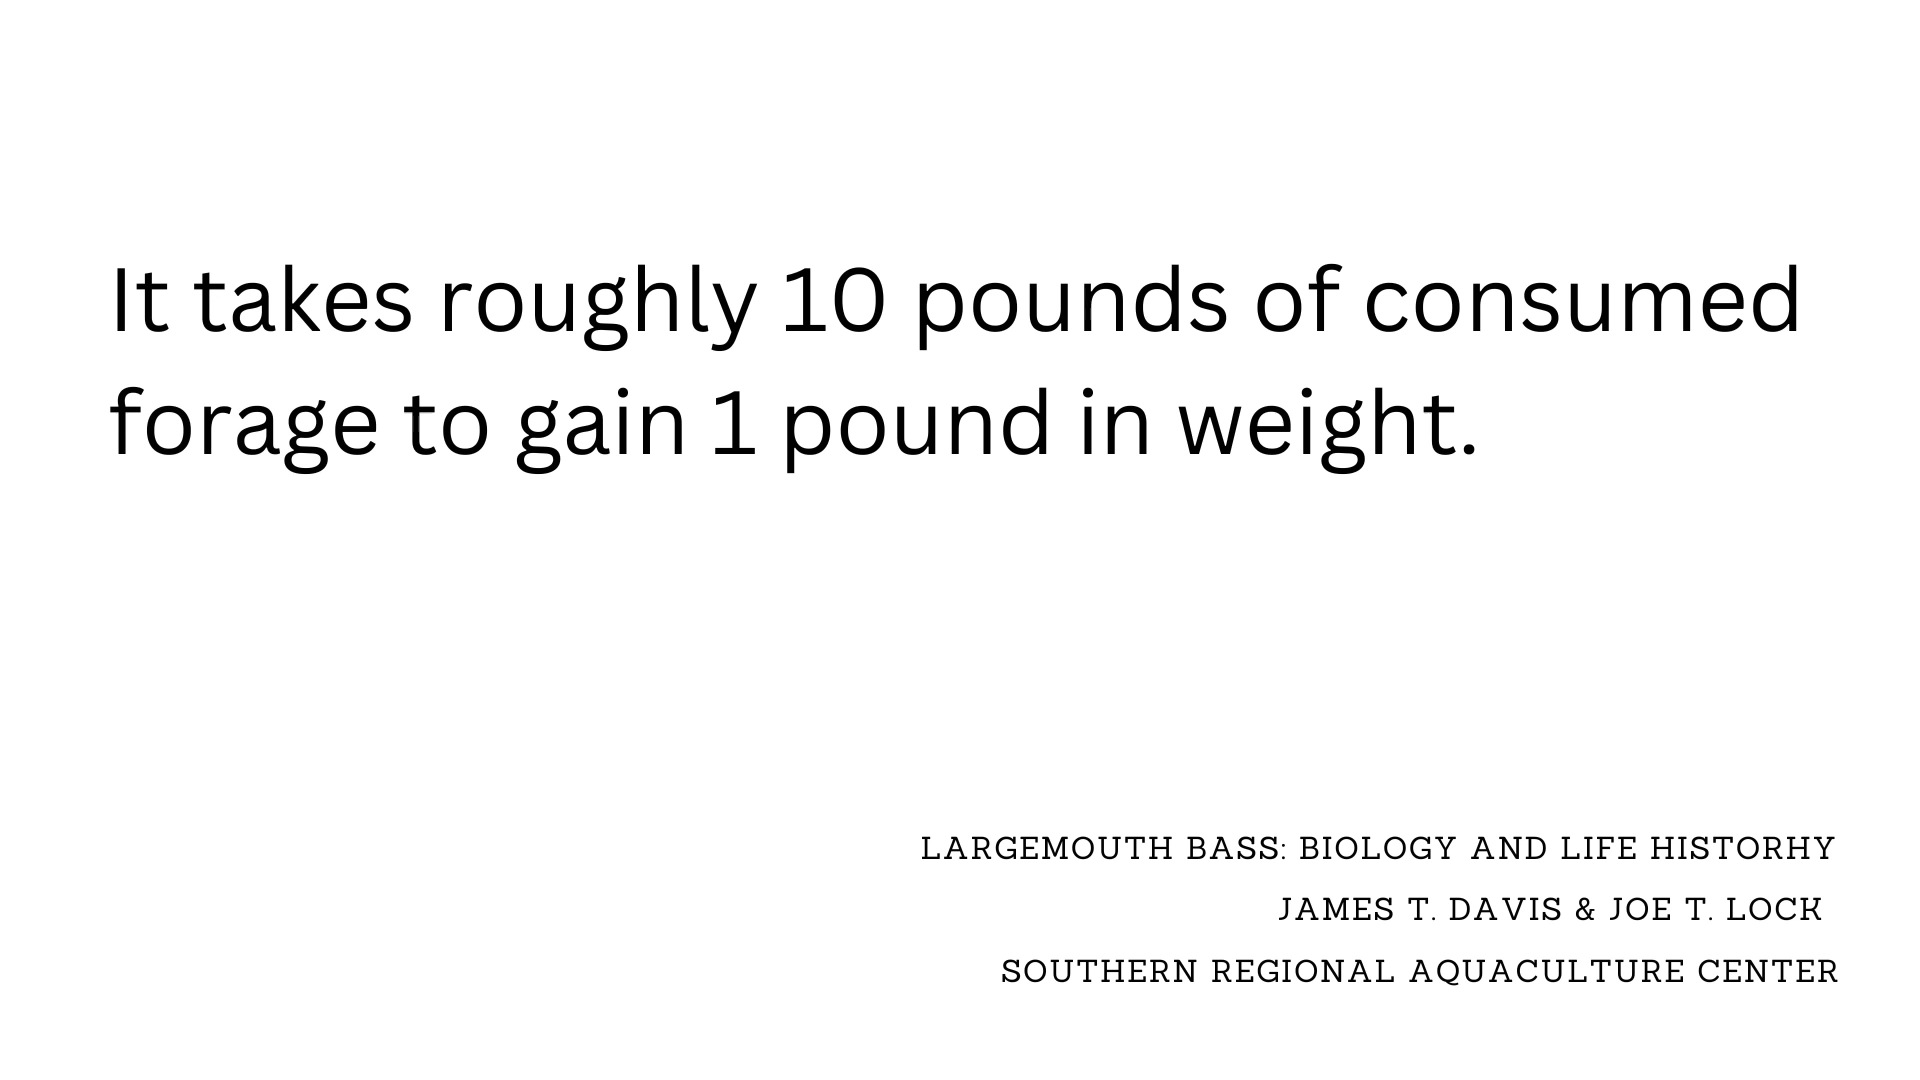 It takes roughly 10 pounds of consumed
forage to gain 1 pound in weight.
LARGEMOUTH BASS: BIOLOGY AND LIFE HISTORHY
JAMES T. DAVIS & JOE T. LOCK
SOUTHERN REGIONAL AQUACULTURE CENTER